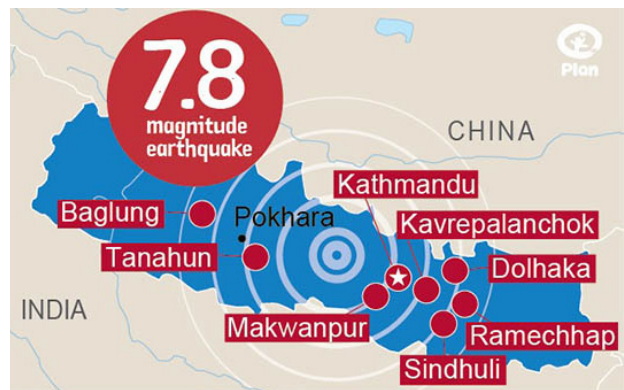 7.8
magnitude
earthquake
Plan
CHINA
Kathmandu
Baglung
Pokhara
Kavrepalanchok
Tanahun
Dolhaka
INDIA
Makwanpur
Ramechhap
Sindhuli